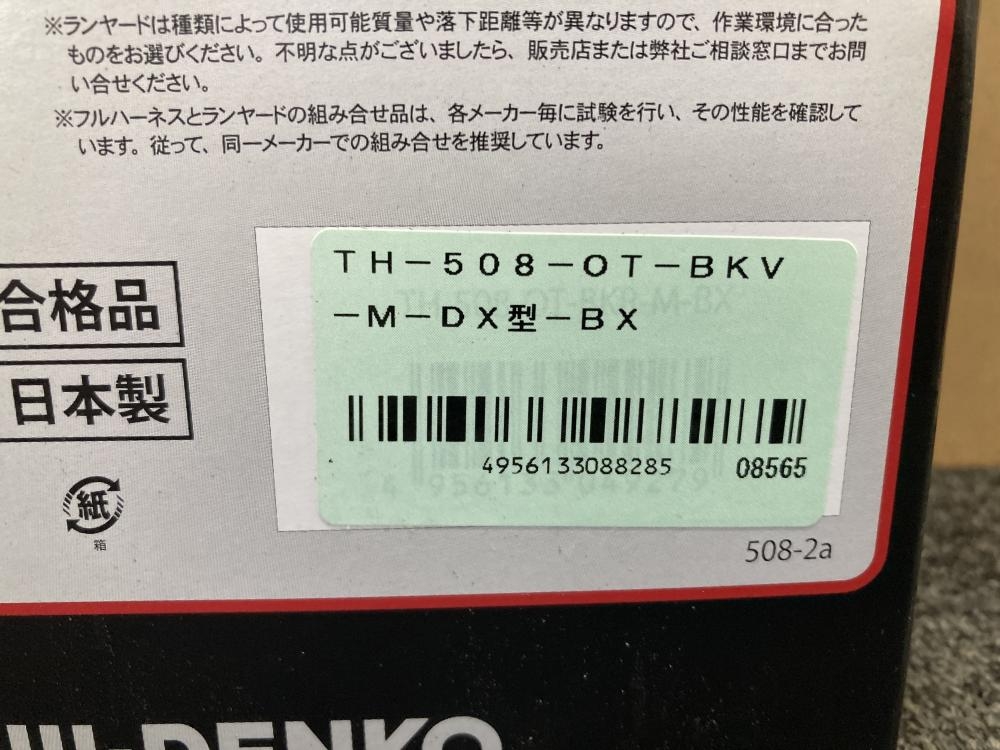 ※ランヤードは種類によって使用可能質量や落下距離等が異なりますので、作業環境に合った
ものをお選びください。不明な点がございましたら、販売店または弊社ご相談窓口までお問
い合せください。
※フルハーネスとランヤードの組み合せ品は、各メーカー毎に試験を行い、その性能を確認して
います。従って、同一メーカーでの組み合せを推奨しています。
合格品
日本製
紙
箱
TH-508-OT-BKV
-M-DX型-BX
4956133088285 08565
508-2a
DENKO